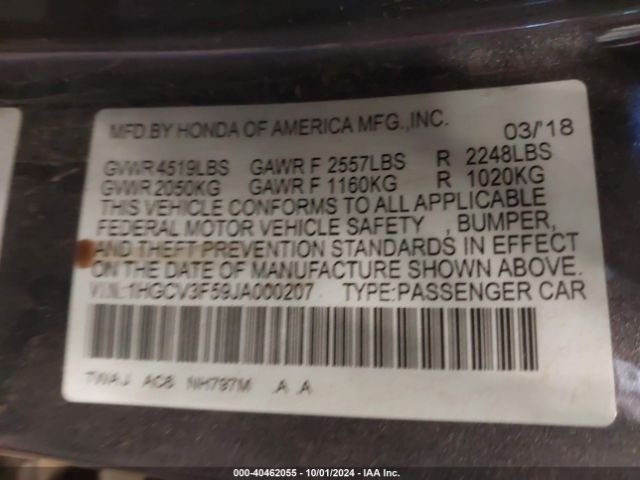 MFD.BY HONDA OF AMERICA MFG.,INC. 03/'18
GVWR 4519LBS GAWR F 2557LBS R 2248LBS
GVWR 2050KG GAWR F 1160KG R 1020KG
THIS VEHICLE CONFORMS TO ALL APPLICABLE
FEDERAL MOTOR VEHICLE SAFETY , BUMPER,
AND THEFT PREVENTION STANDARDS IN EFFECT
ON THE DATE OF MANUFACTURE SHOWN ABOVE.
V.I.N.:1HGCV3F59JA000207 TYPE:PASSENGER CAR
TWAJ AC8 NH797M A A
000-40462055 - 10/01/2024 - IAA Inc.